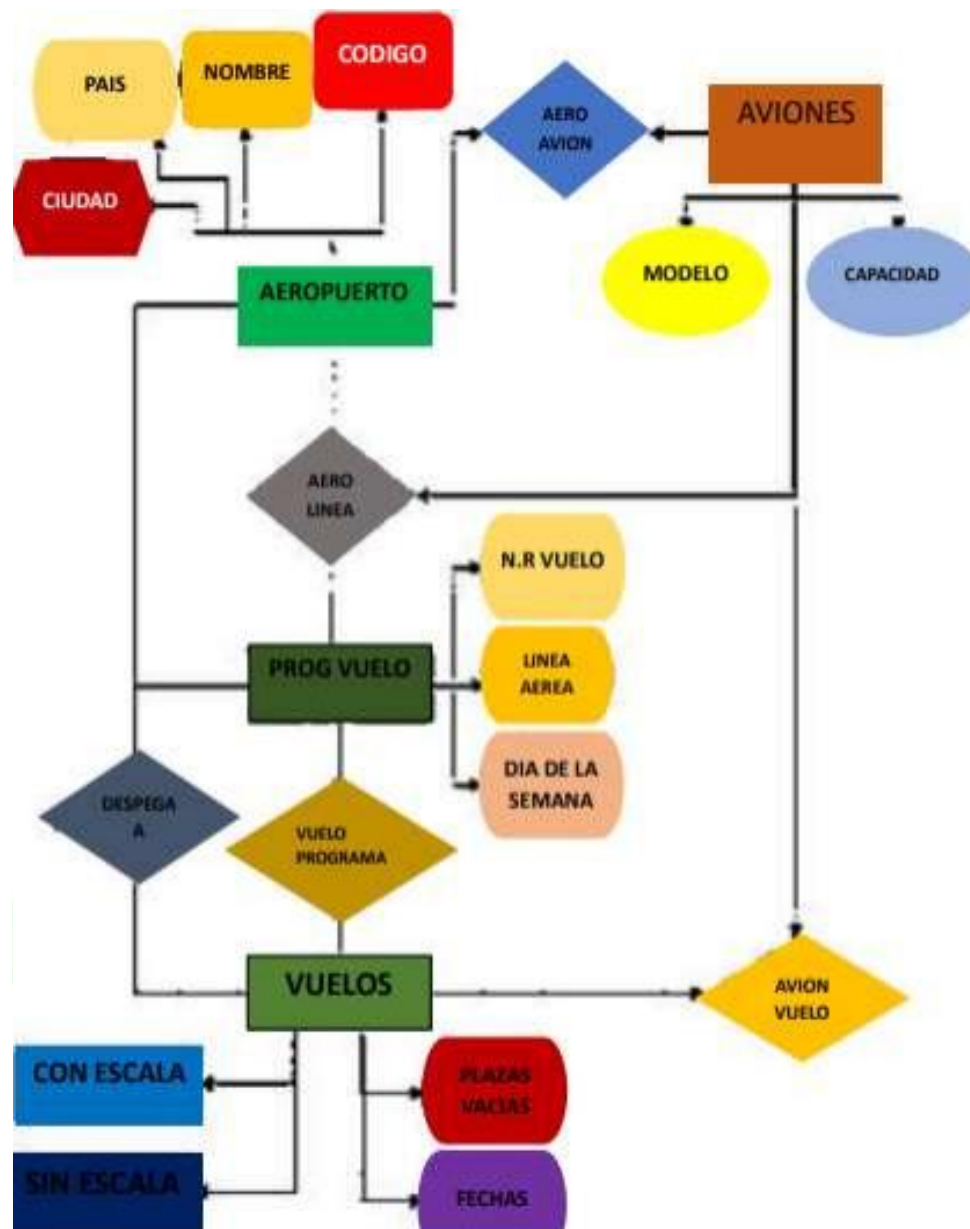 PAIS
NOMBRE
CODIGO
CIUDAD
AERO
AVION
AVIONES
MODELO
CAPACIDAD
AEROPUERTO
AERO
LINEA
N.R VUELO
PROG VUELO
LINEA
AEREA
DIA DE LA
SEMANA
DESPEGA
A
VUELO
PROGRAMA
VUELOS
AVION
VUELO
CON ESCALA
PLAZAS
VACIAS
SIN ESCALA
FECHAS